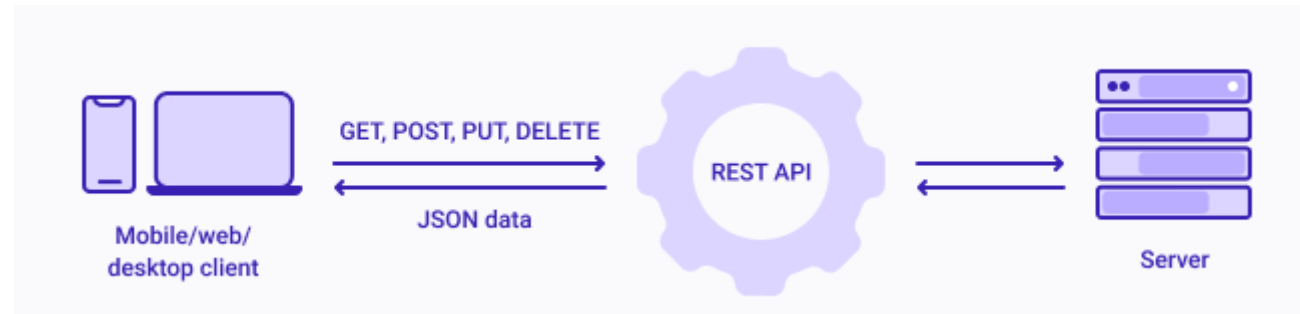 GET, POST, PUT, DELETE
JSON data
Mobile/web/
desktop client
REST API
Server